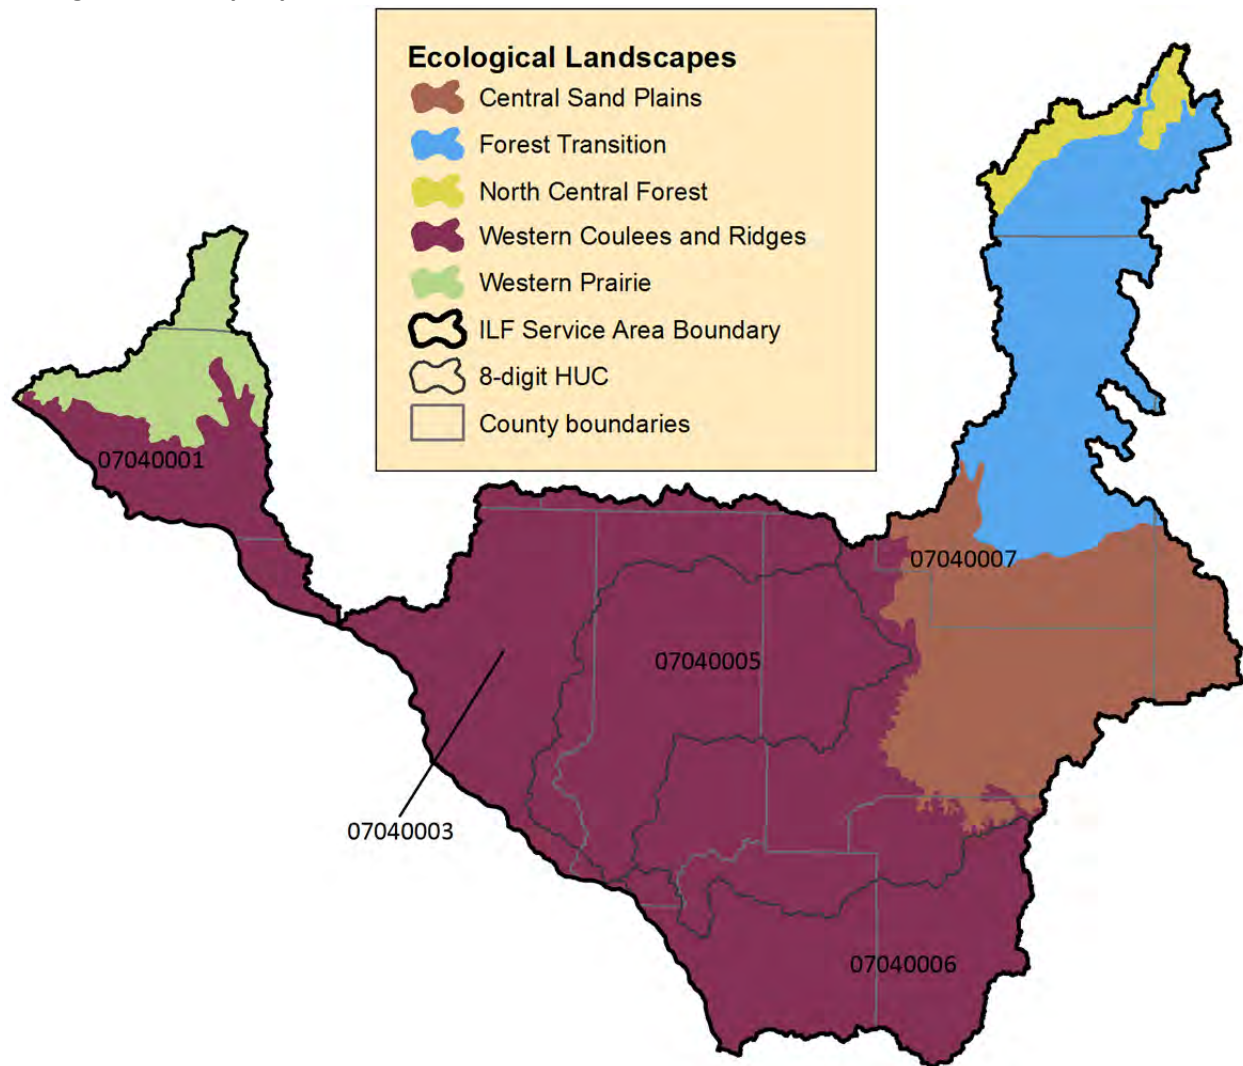 Ecological Landscapes
Central Sand Plains
Forest Transition
North Central Forest
Western Coulees and Ridges
Western Prairie
ILF Service Area Boundary
8-digit HUC
County boundaries
07040001
07040007
07040005
07040003
07040006